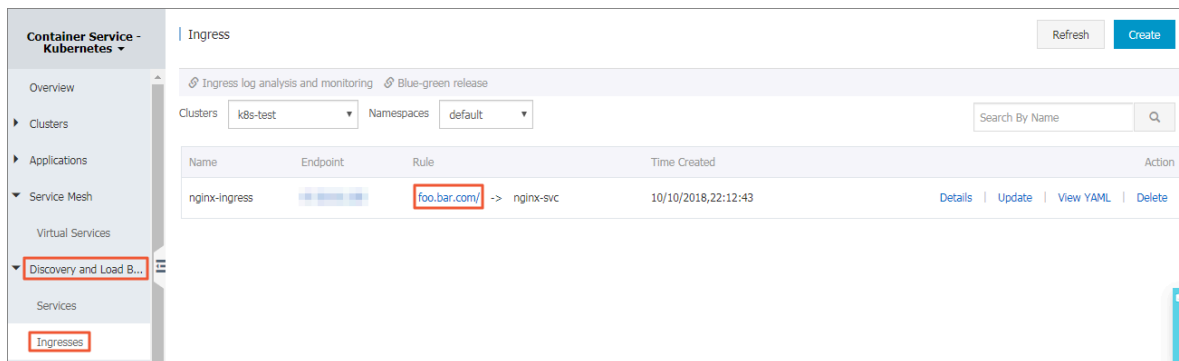 Container Service -
Kubernetes
Overview
Clusters
Applications
Service Mesh
Virtual Services
Discovery and Load B...
Services
Ingresses
Ingress
Refresh
Create
Ingress log analysis and monitoring Blue-green release
Clusters k8s-test Namespaces default Search By Name
Name Endpoint Rule Time Created Action
nginx-ingress foo.bar.com/ -> nginx-svc 10/10/2018,22:12:43 Details | Update | View YAML | Delete